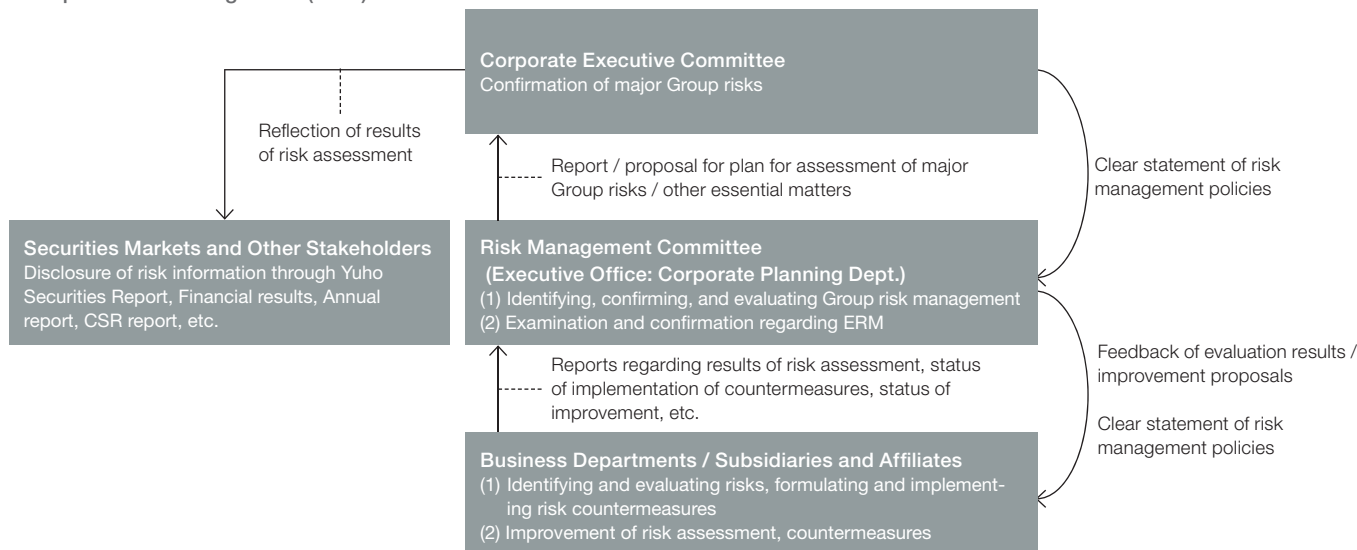 Corporate Executive Committee
Confirmation of major Group risks
Reflection of results
of risk assessment
Report / proposal for plan for assessment of major
Group risks / other essential matters
Clear statement of risk
management policies
Securities Markets and Other Stakeholders
Disclosure of risk information through Yuho
Securities Report, Financial results, Annual
report, CSR report, etc.
Risk Management Committee
(Executive Office: Corporate Planning Dept.)
(1) Identifying, confirming, and evaluating Group risk management
(2) Examination and confirmation regarding ERM
Reports regarding results of risk assessment, status
of implementation of countermeasures, status of
improvement, etc.
Feedback of evaluation results /
improvement proposals
Clear statement of risk
management policies
Business Departments / Subsidiaries and Affiliates
(1) Identifying and evaluating risks, formulating and implement-
ing risk countermeasures
(2) Improvement of risk assessment, countermeasures